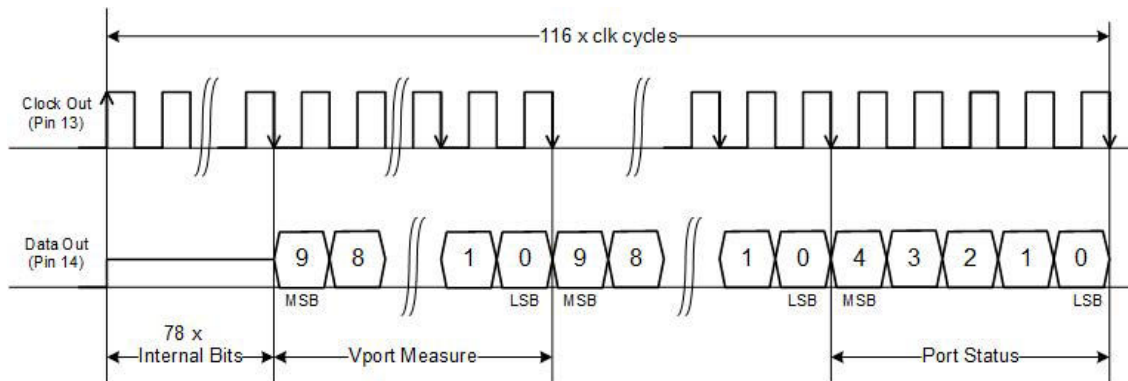 116 x clk cycles
Clock Out
(Pin 13)
Data Out
(Pin 14)
9 8 1 0 9 8 1 0 4 3 2 1 0
MSB LSB MSB LSB MSB LSB
78 x
Internal Bits Vport Measure Port Status